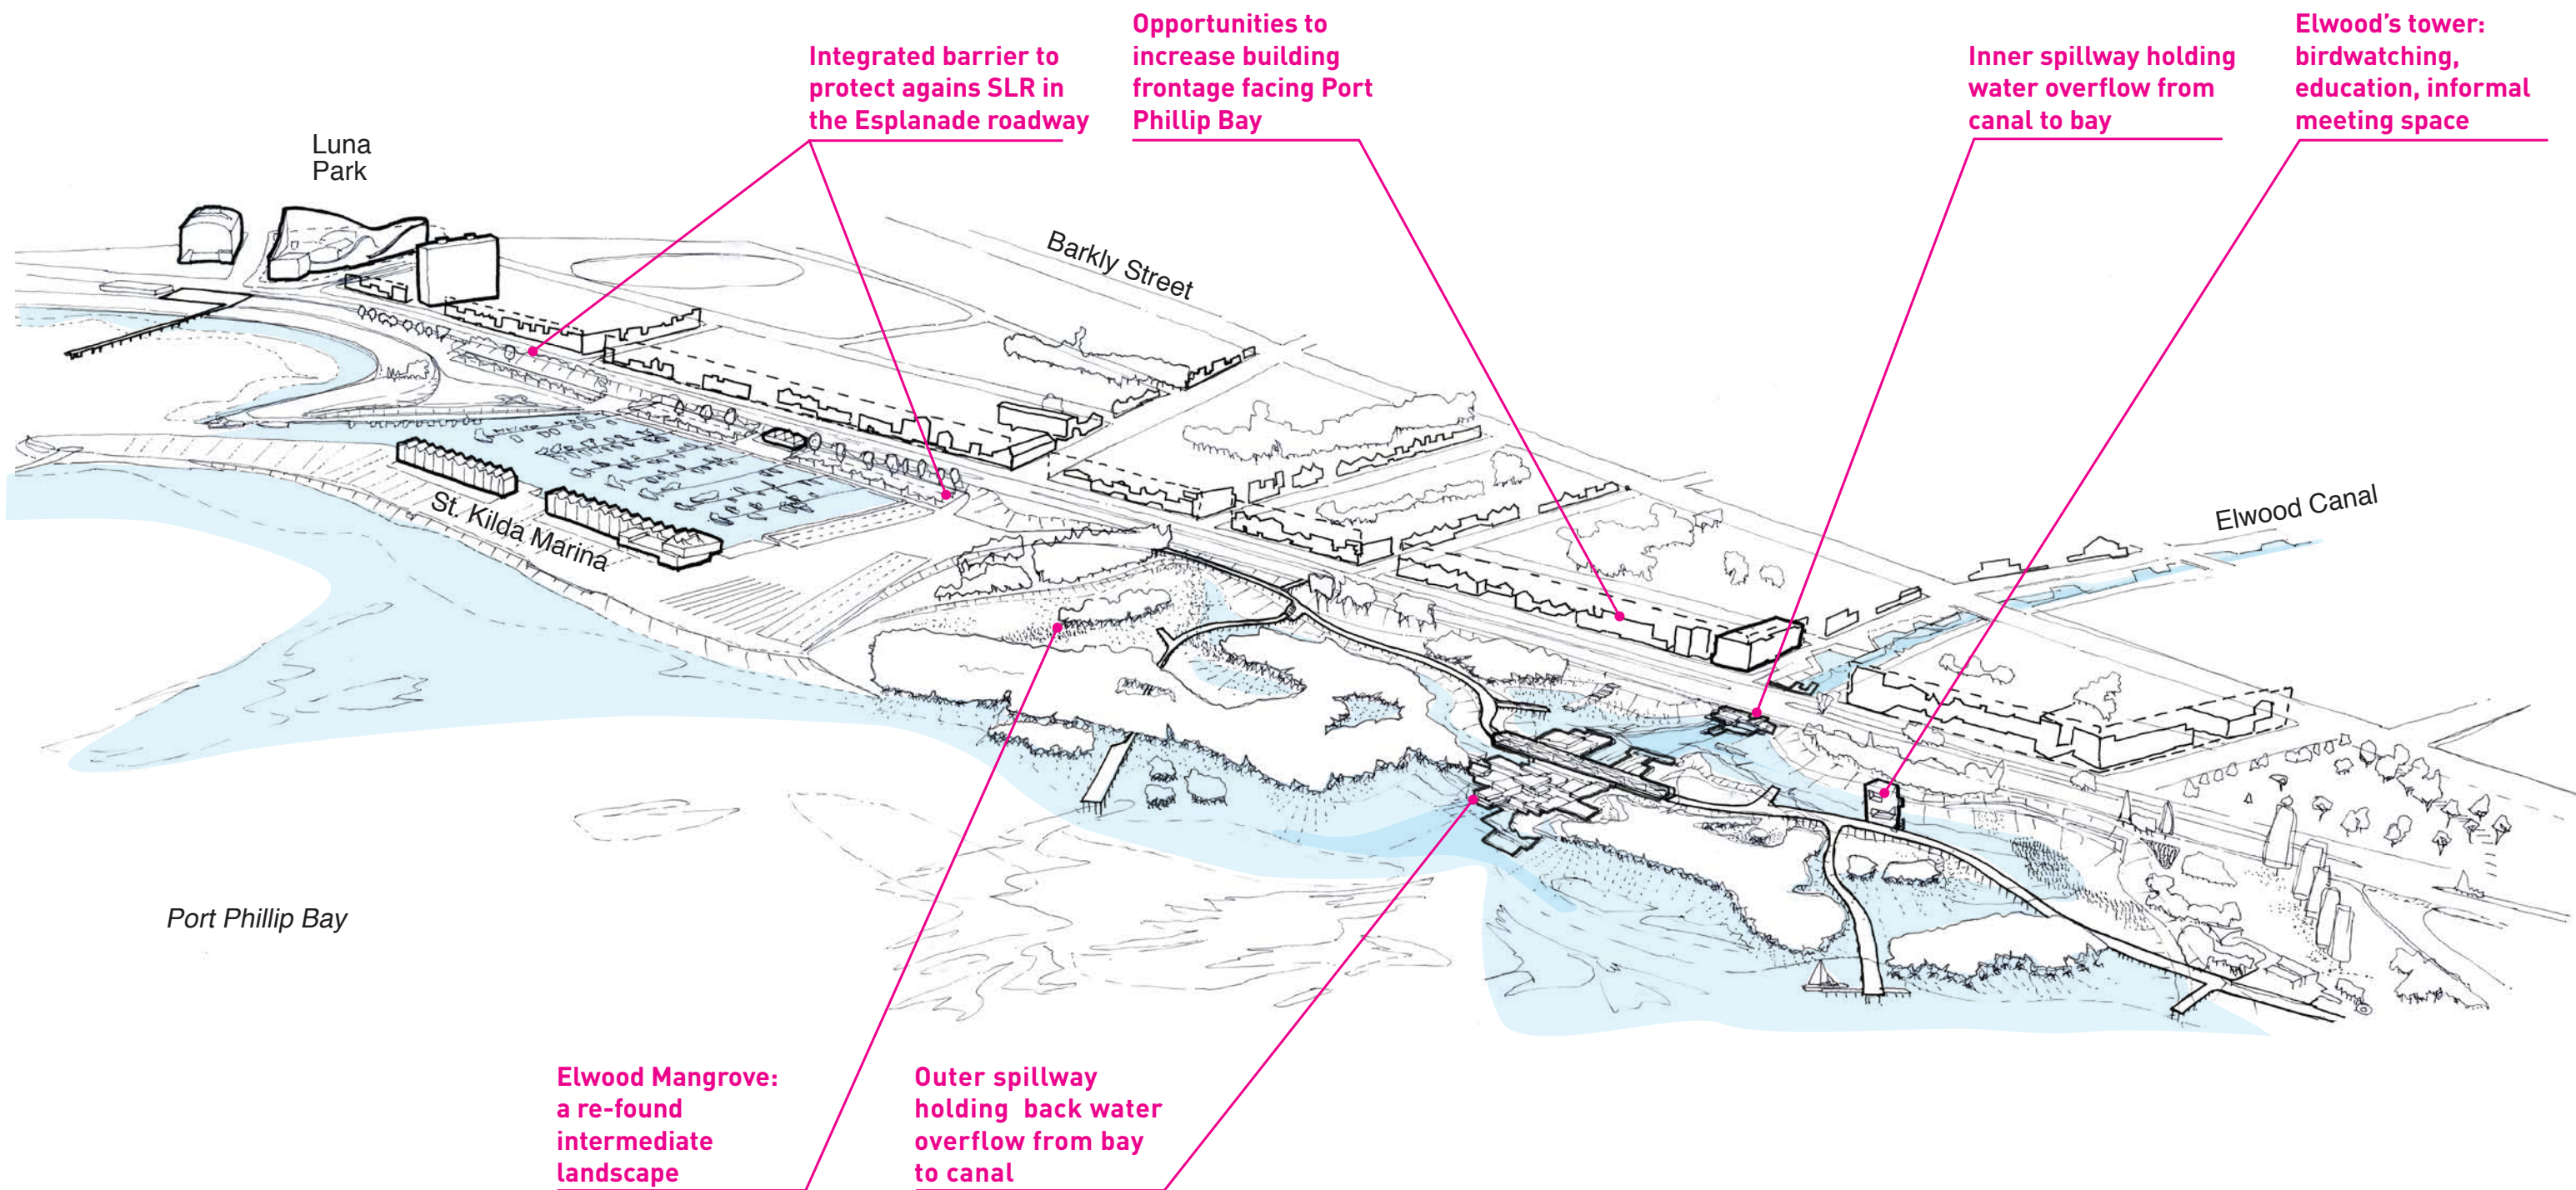 Opportunities to
increase building
frontage facing Port
Phillip Bay
Integrated barrier to
protect agains SLR in
the Esplanade roadway
Inner spillway holding
water overflow from
canal to bay
Elwood’s tower:
birdwatching,
education, informal
meeting space
Luna
Park
Barkly Street
Elwood Canal
St. Kilda Marina
Port Phillip Bay
Elwood Mangrove:
a re-found
intermediate
landscape
Outer spillway
holding  back water
overflow from bay
to canal